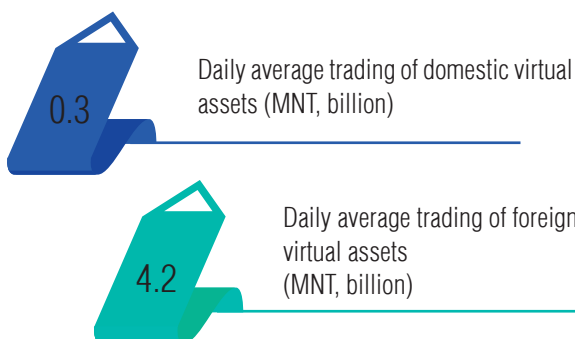 0.3
Daily average trading of domestic virtual
assets (MNT, billion)
4.2
Daily average trading of foreign
virtual assets
(MNT, billion)